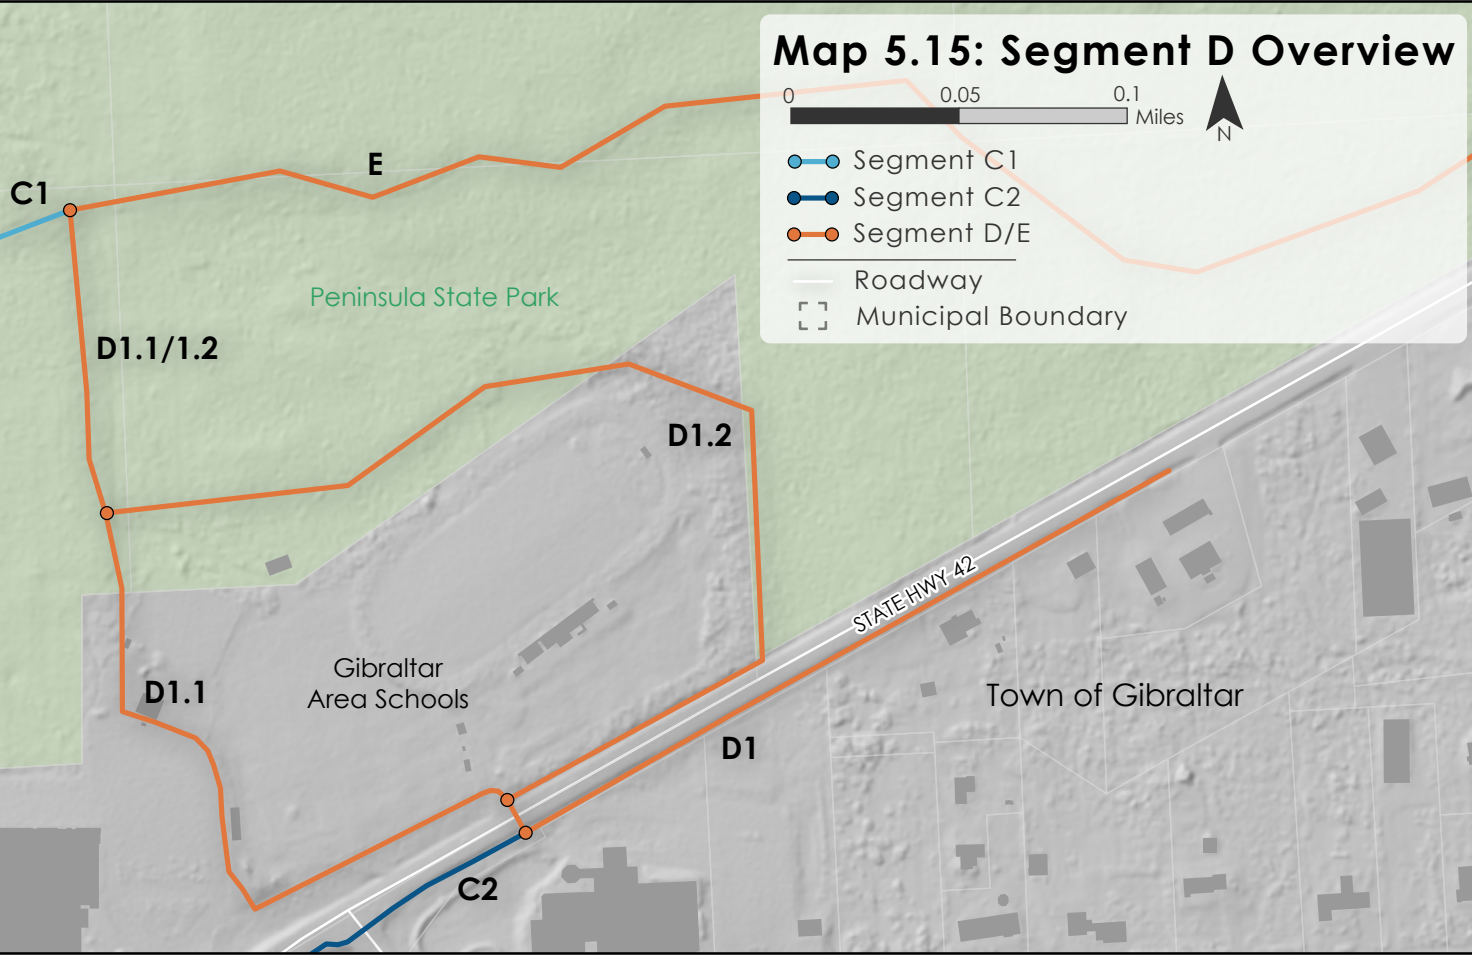 Map 5.15: Segment D Overview
0 0.05 0.1
Miles
N
Segment C1
Segment C2
Segment D/E
Roadway
Municipal Boundary
E
C1
Peninsula State Park
D1.1/1.2
D1.2
STATE HWY 42
Gibraltar
Area Schools
D1.1
Town of Gibraltar
D1
C2